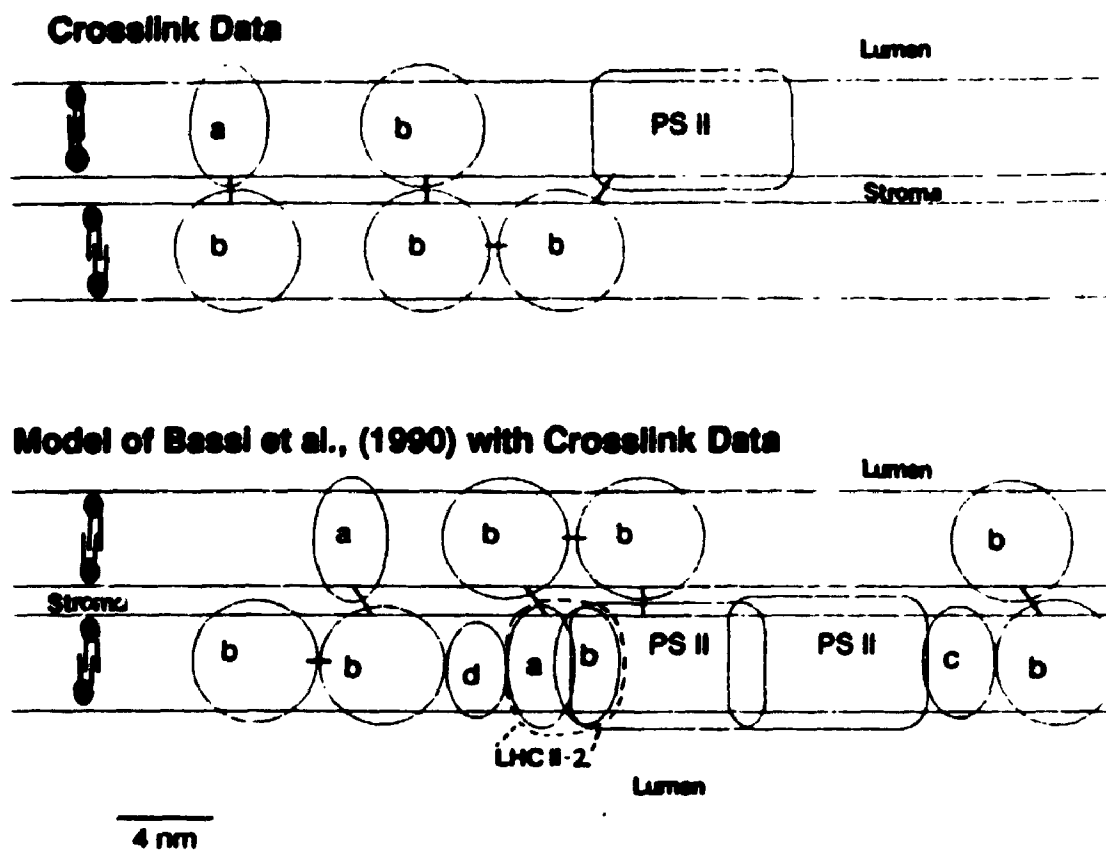 Crosslink Data
Lumen
a
b
PS II
Stroma
b
b
b
Model of Bassi et al., (1990) with Crosslink Data
Lumen
a
b
b
b
Stroma
b
b
d
a
b
PS II
PS II
c
b
LHC II-2
Lumen
4 nm